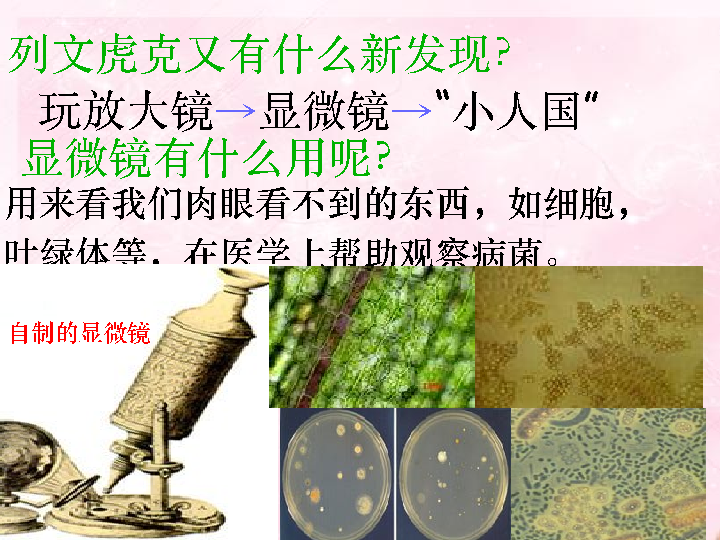 列文虎克又有什么新发现?
玩放大镜→显微镜→“小人国”
显微镜有什么用呢?
用来看我们肉眼看不到的东西，如细胞，
叶绿体等，在医学上帮助观察病菌。
自制的显微镜